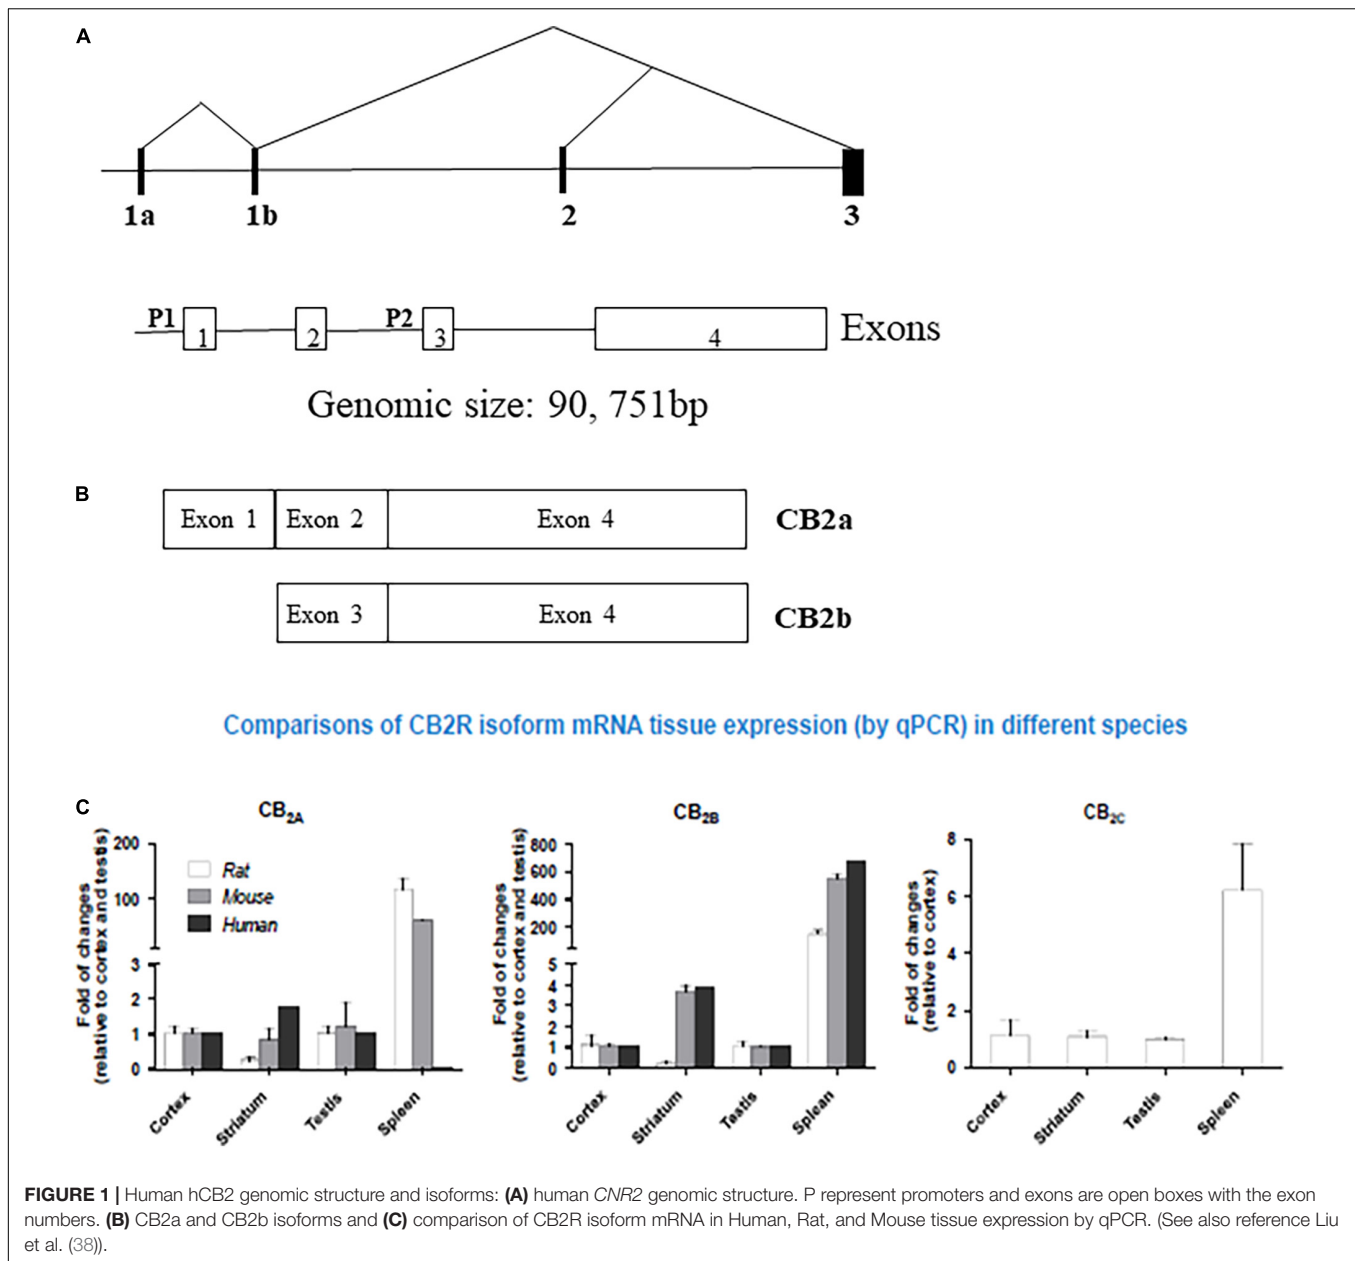 A
1a 1b 2 3
P1 1 2 P2 3 4 Exons
Genomic size: 90, 751bp
B
Exon 1 Exon 2 Exon 4 CB2a
Exon 3 Exon 4 CB2b
Comparisons of CB2R isoform mRNA tissue expression (by qPCR) in different species
C
CB2A
Fold of changes
(relative to cortex and testis)
200
100
3
2
1
0
Rat
Mouse
Human
Cortex
Striatum
Testis
Spleen
CB2B
Fold of changes
(relative to cortex and testis)
800
600
400
200
5
4
3
2
1
0
Cortex
Striatum
Testis
Splean
CB2C
Fold of changes
(relative to cortex)
8
6
4
2
0
Cortex
Striatum
Testis
Spleen
FIGURE 1 | Human hCB2 genomic structure and isoforms: (A) human CNR2 genomic structure. P represent promoters and exons are open boxes with the exon
numbers. (B) CB2a and CB2b isoforms and (C) comparison of CB2R isoform mRNA in Human, Rat, and Mouse tissue expression by qPCR. (See also reference Liu
et al. (38)).